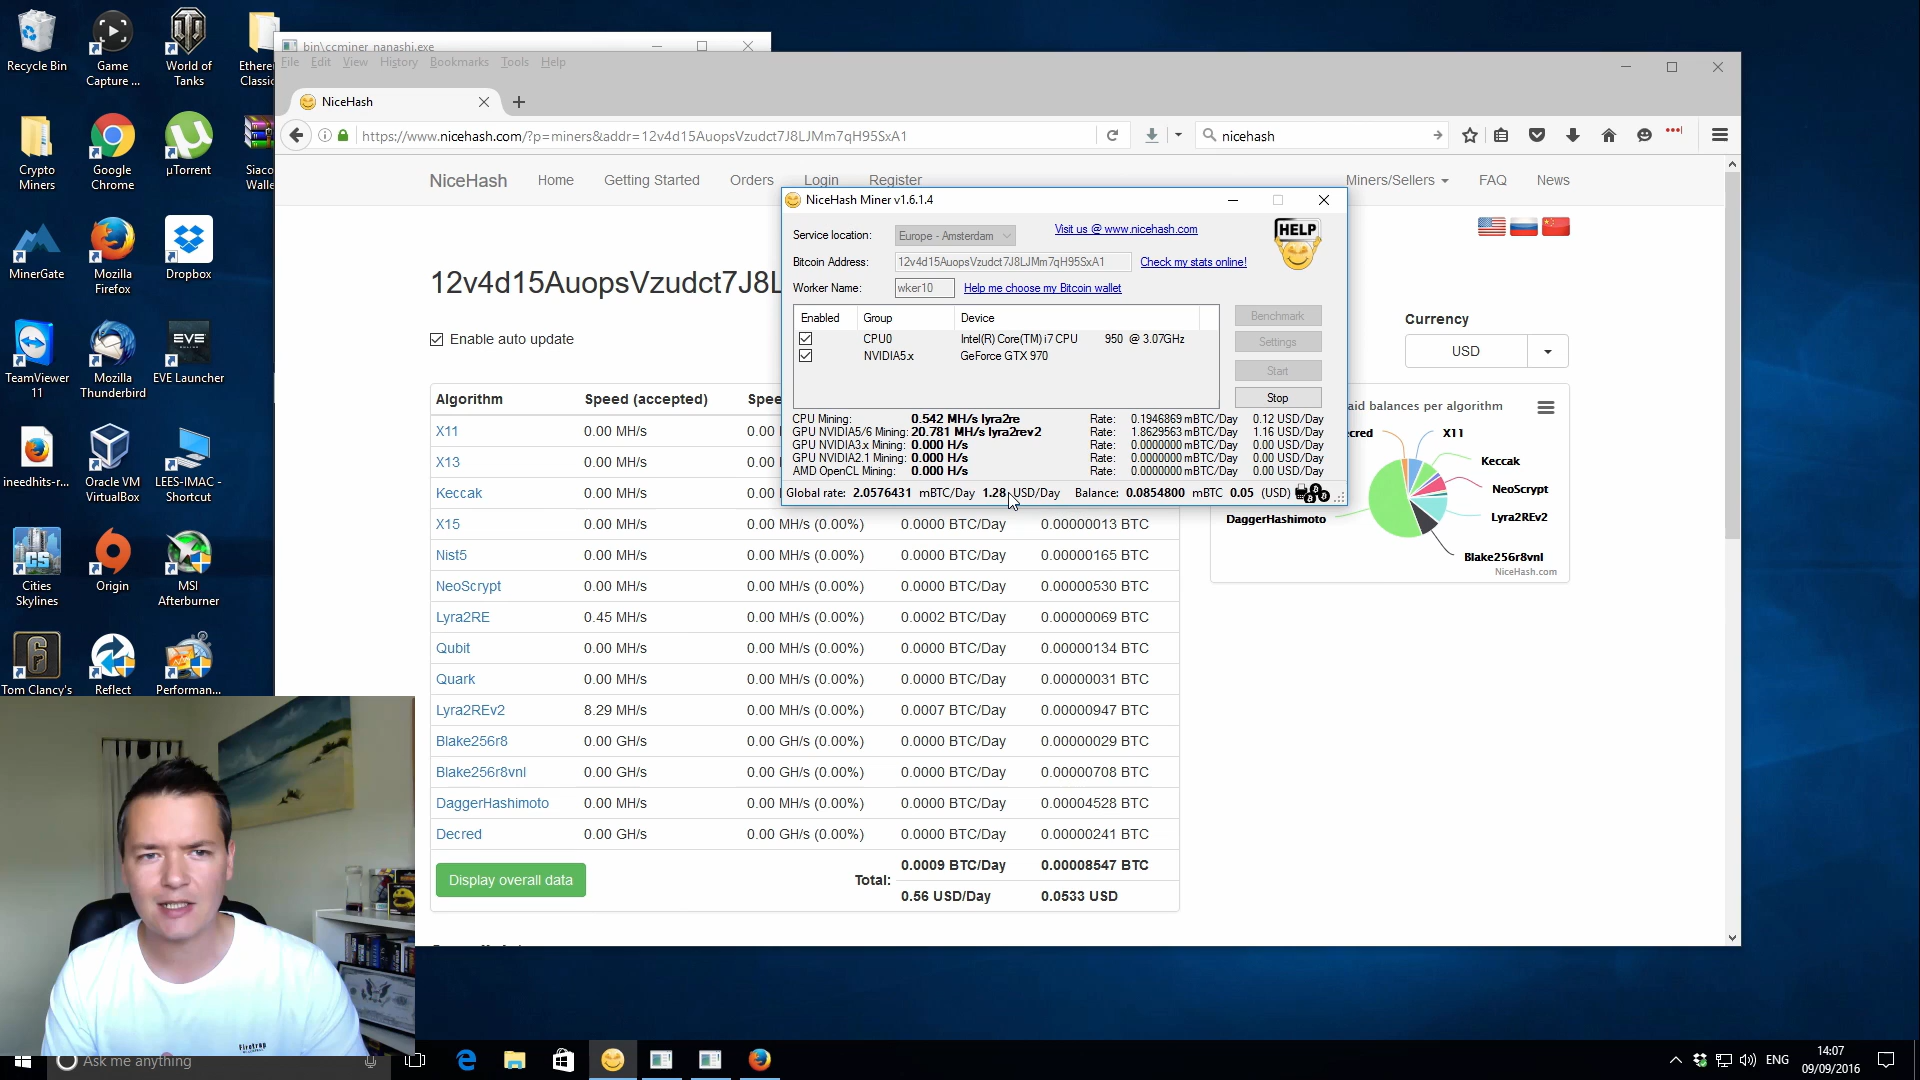 Recycle Bin
Game Capture ...
World of Tanks
Ethere
Classic
Crypto Miners
Google Chrome
µTorrent
Siaco
Walle
MinerGate
Mozilla Firefox
Dropbox
TeamViewer 11
Mozilla Thunderbird
EVE
EVE Launcher
ineedhits-r...
Oracle VM VirtualBox
LEES-IMAC - Shortcut
CS
Cities Skylines
Origin
MSI Afterburner
6
Tom Clancy's
Reflect
Performan...
bin\ccminer_nanashi.exe
File Edit View History Bookmarks Tools Help
NiceHash
https://www.nicehash.com/?p=miners&addr=12v4d15AuopsVzudct7J8LJMm7qH95SxA1
nicehash
NiceHash Home Getting Started Orders Login Register Miners/Sellers FAQ News
12v4d15AuopsVzudct7J8L
Enable auto update
Currency
USD
Algorithm Speed (accepted) Spee
X11 0.00 MH/s 0.00
X13 0.00 MH/s 0.00
Keccak 0.00 MH/s 0.00
X15 0.00 MH/s 0.00 MH/s (0.00%) 0.0000 BTC/Day 0.00000013 BTC
Nist5 0.00 MH/s 0.00 MH/s (0.00%) 0.0000 BTC/Day 0.00000165 BTC
NeoScrypt 0.00 MH/s 0.00 MH/s (0.00%) 0.0000 BTC/Day 0.00000530 BTC
Lyra2RE 0.45 MH/s 0.00 MH/s (0.00%) 0.0002 BTC/Day 0.00000069 BTC
Qubit 0.00 MH/s 0.00 MH/s (0.00%) 0.0000 BTC/Day 0.00000134 BTC
Quark 0.00 MH/s 0.00 MH/s (0.00%) 0.0000 BTC/Day 0.00000031 BTC
Lyra2REv2 8.29 MH/s 0.00 MH/s (0.00%) 0.0007 BTC/Day 0.00000947 BTC
Blake256r8 0.00 GH/s 0.00 GH/s (0.00%) 0.0000 BTC/Day 0.00000029 BTC
Blake256r8vnl 0.00 GH/s 0.00 GH/s (0.00%) 0.0000 BTC/Day 0.00000708 BTC
DaggerHashimoto 0.00 MH/s 0.00 MH/s (0.00%) 0.0000 BTC/Day 0.00004528 BTC
Decred 0.00 GH/s 0.00 GH/s (0.00%) 0.0000 BTC/Day 0.00000241 BTC
Display overall data
Total: 0.0009 BTC/Day 0.00008547 BTC
0.56 USD/Day 0.0533 USD
NiceHash Miner v1.6.1.4
Service location: Europe - Amsterdam Visit us @ www.nicehash.com
HELP
Bitcoin Address: 12v4d15AuopsVzudct7J8LJMm7qH95SxA1 Check my stats online!
Worker Name: wker10 Help me choose my Bitcoin wallet
Enabled Group Device
CPU0 Intel(R) Core(TM) i7 CPU 950 @ 3.07GHz
NVIDIA5.x GeForce GTX 970
Benchmark
Settings
Start
Stop
CPU Mining: 0.542 MH/s lyra2re Rate: 0.1946869 mBTC/Day 0.12 USD/Day
GPU NVIDIA5/6 Mining: 20.781 MH/s lyra2rev2 Rate: 1.8629563 mBTC/Day 1.16 USD/Day
GPU NVIDIA3.x Mining: 0.000 H/s Rate: 0.0000000 mBTC/Day 0.00 USD/Day
GPU NVIDIA2.1 Mining: 0.000 H/s Rate: 0.0000000 mBTC/Day 0.00 USD/Day
AMD OpenCL Mining: 0.000 H/s Rate: 0.0000000 mBTC/Day 0.00 USD/Day
Global rate: 2.0576431 mBTC/Day 1.28 USD/Day Balance: 0.0854800 mBTC 0.05 (USD)
aid balances per algorithm
cred
X11
Keccak
NeoScrypt
Lyra2REv2
DaggerHashimoto
Blake256r8vnl
NiceHash.com
Firetrap
Ask me anything
ENG
14:07
09/09/2016